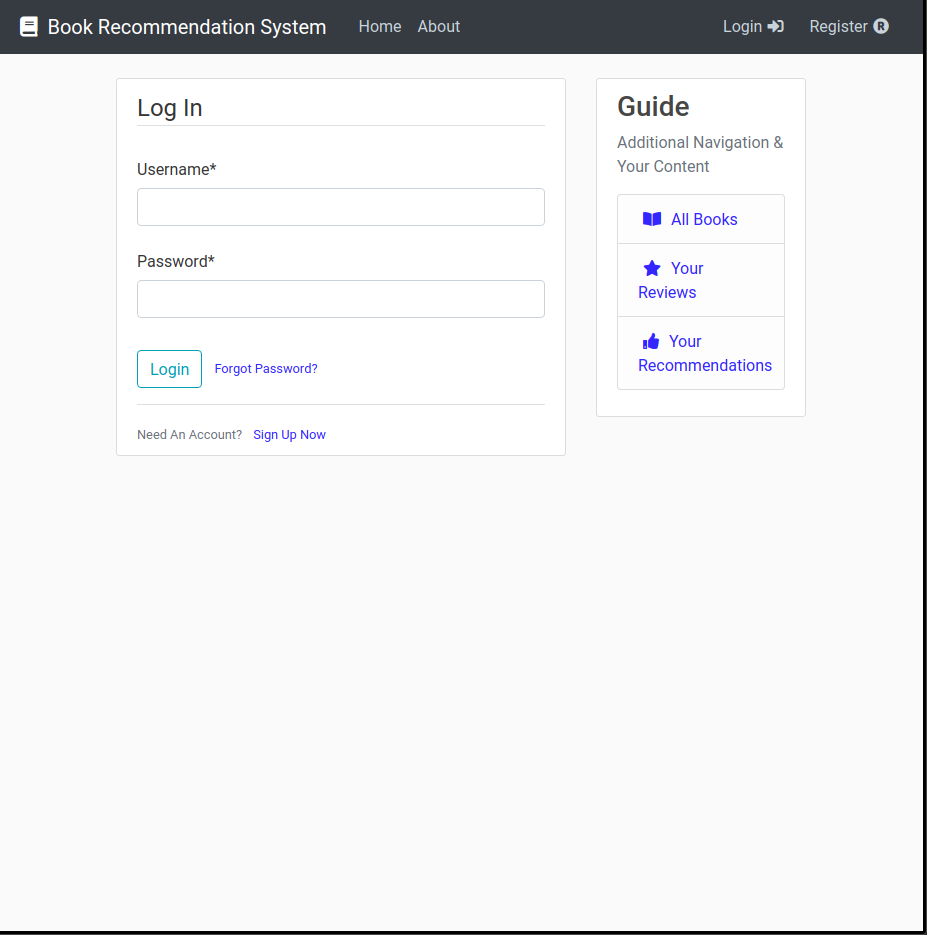 Book Recommendation System Home About Login Register R
Log In
Username*
Password*
Login Forgot Password?
Need An Account? Sign Up Now
Guide
Additional Navigation &
Your Content
All Books
Your
Reviews
Your
Recommendations